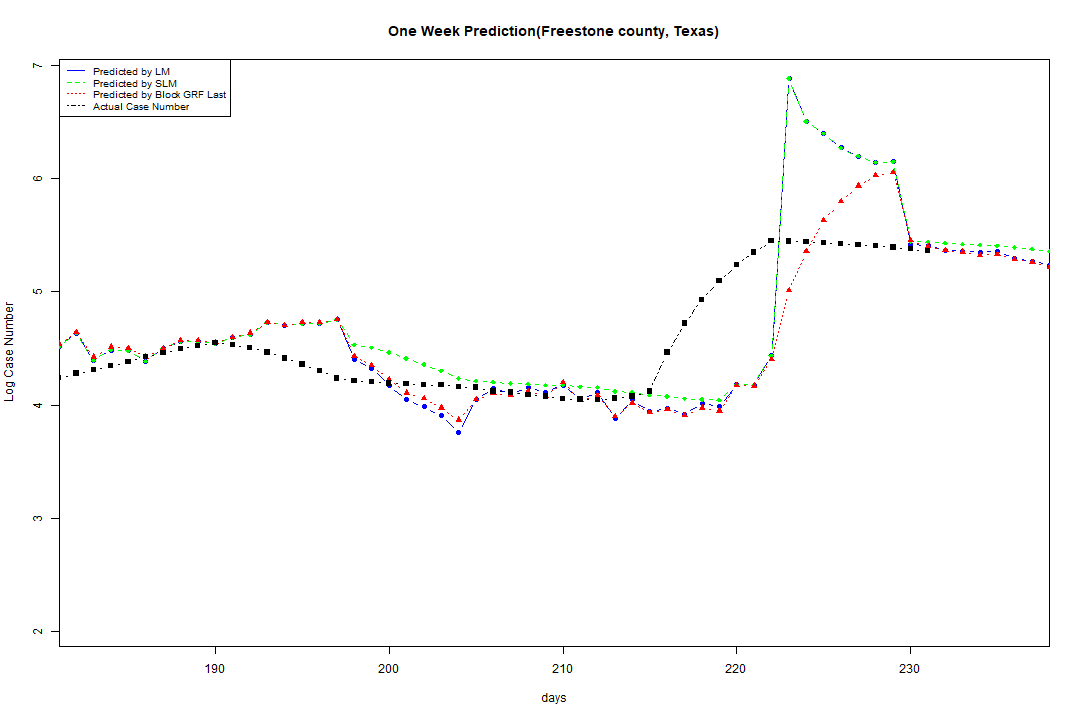 One Week Prediction(Freestone county, Texas)
Predicted by LM
Predicted by SLM
Predicted by Block GRF Last
Actual Case Number
Log Case Number
7
6
5
4
3
2
190 200 210 220 230
days